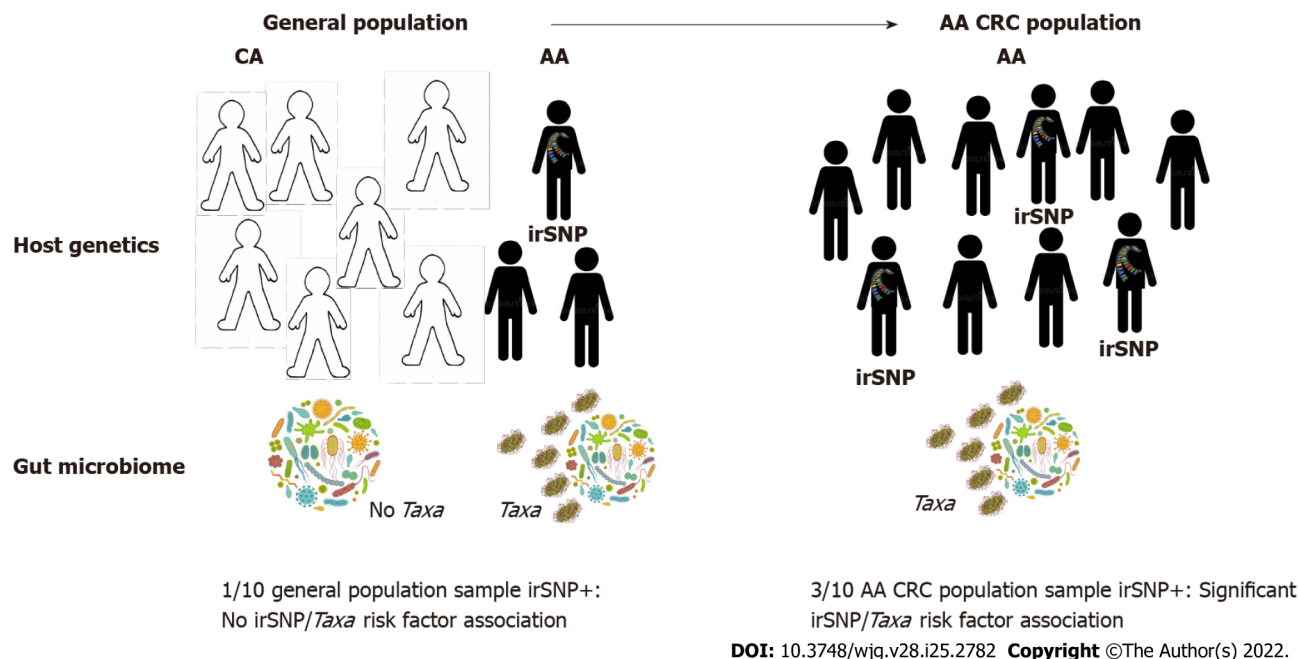 General population
AA CRC population
CA
AA
AA
irSNP
irSNP
Host genetics
irSNP
irSNP
Gut microbiome
No Taxa
Taxa
Taxa
1/10 general population sample irSNP+:
No irSNP/Taxa risk factor association
3/10 AA CRC population sample irSNP+: Significant
irSNP/Taxa risk factor association
DOI: 10.3748/wjg.v28.i25.2782 Copyright ©The Author(s) 2022.